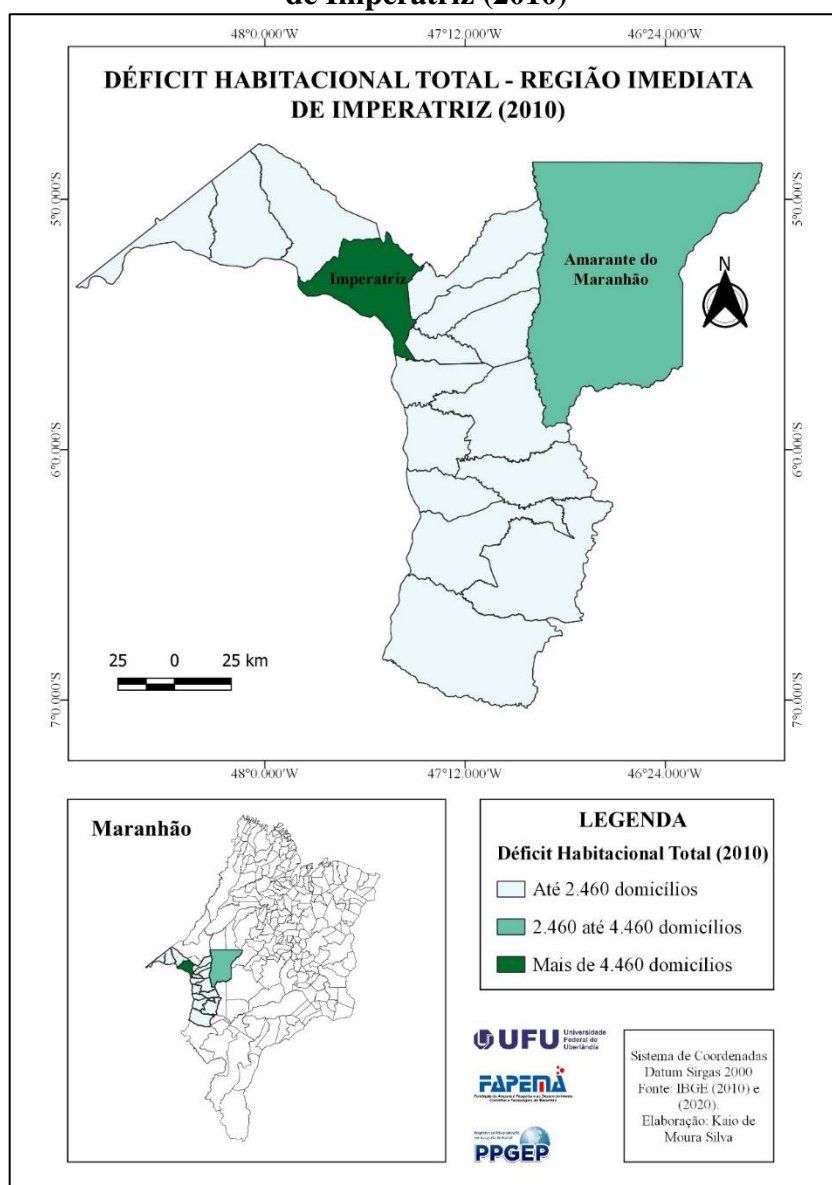 de Imperatriz (2010)
48°0.000'W 47°12.000'W 46°24.000'W
DÉFICIT HABITACIONAL TOTAL - REGIÃO IMEDIATA
DE IMPERATRIZ (2010)
5°0.000'S
5°0.000'S
Imperatriz
Amarante do
Maranhão
N
6°0.000'S
6°0.000'S
25 0 25 km
7°0.000'S
7°0.000'S
48°0.000'W 47°12.000'W 46°24.000'W
Maranhão
LEGENDA
Déficit Habitacional Total (2010)
Até 2.460 domicílios
2.460 até 4.460 domicílios
Mais de 4.460 domicílios
UFU
Universidade
Federal de
Uberlândia
FAPEMA
PPGEP
Sistema de Coordenadas
Datum Sirgas 2000
Fonte: IBGE (2010) e
(2020).
Elaboração: Kaio de
Moura Silva